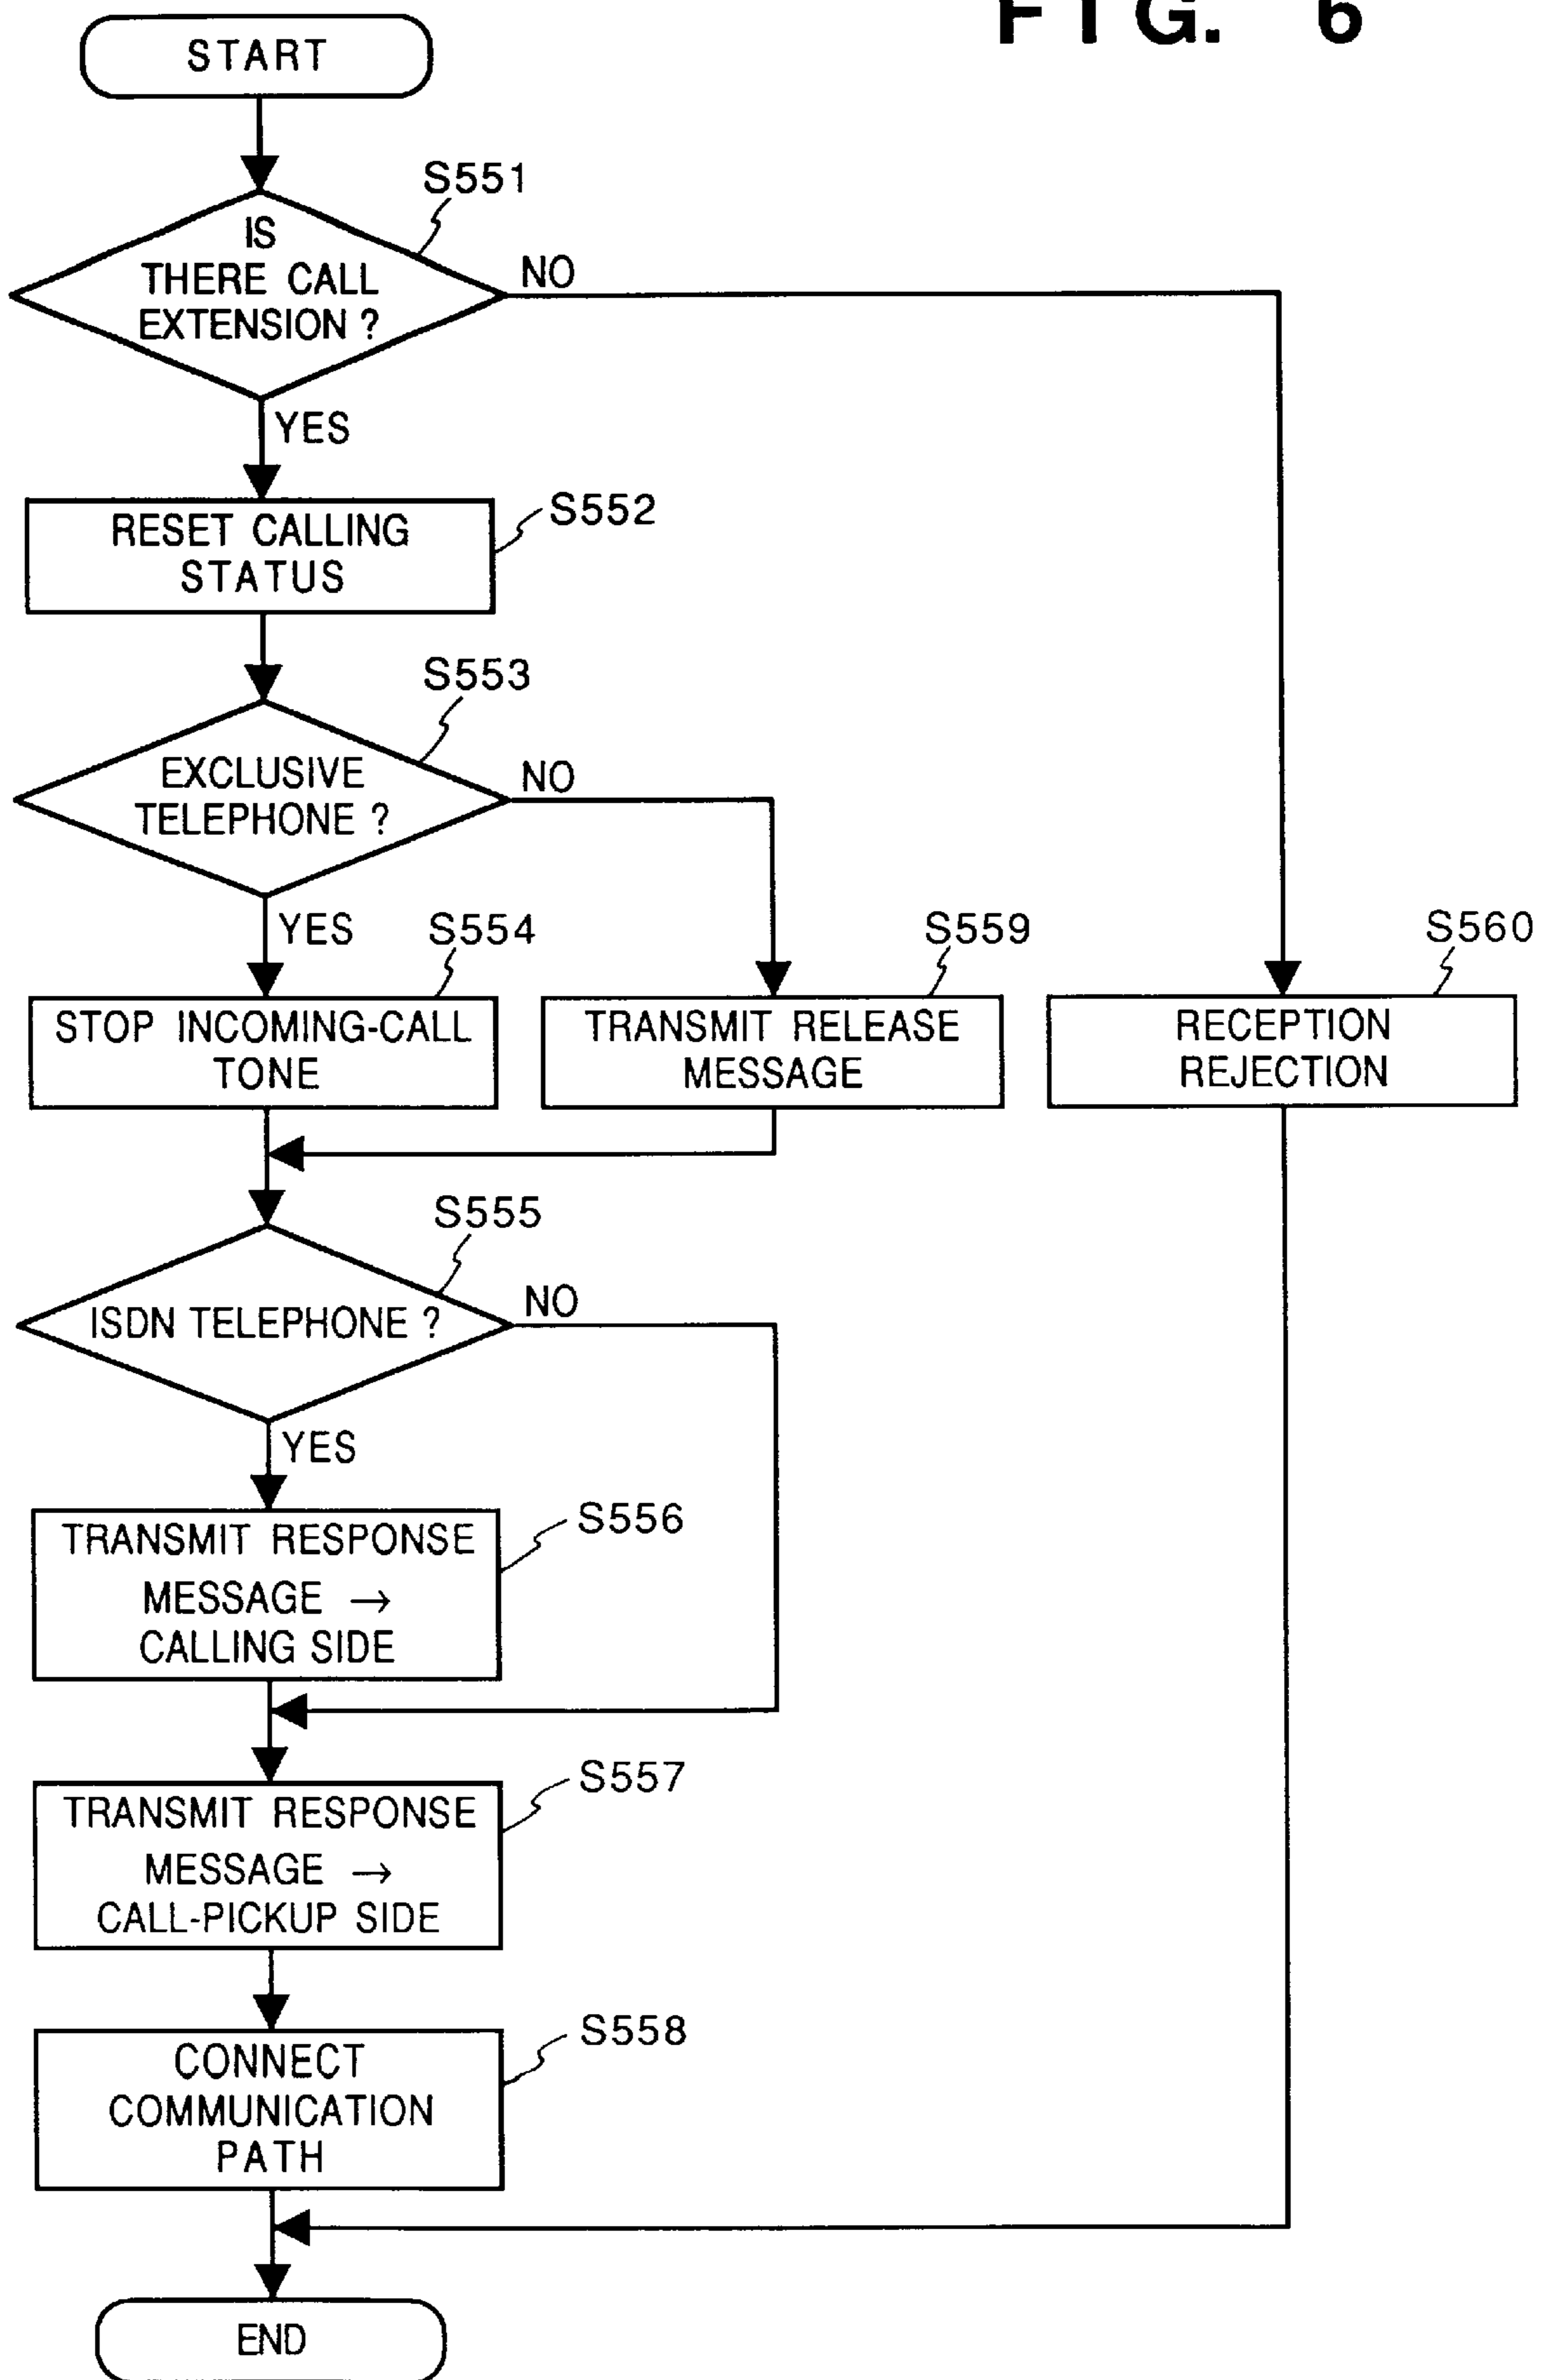 FIG. 6
START
S551
IS
THERE CALL
EXTENSION ?
NO
YES
RESET CALLING
STATUS
S552
S553
EXCLUSIVE
TELEPHONE ?
NO
YES
S554
STOP INCOMING-CALL
TONE
S559
TRANSMIT RELEASE
MESSAGE
S560
RECEPTION
REJECTION
S555
ISDN TELEPHONE ?
NO
YES
S556
TRANSMIT RESPONSE
MESSAGE →
CALLING SIDE
S557
TRANSMIT RESPONSE
MESSAGE →
CALL-PICKUP SIDE
S558
CONNECT
COMMUNICATION
PATH
END